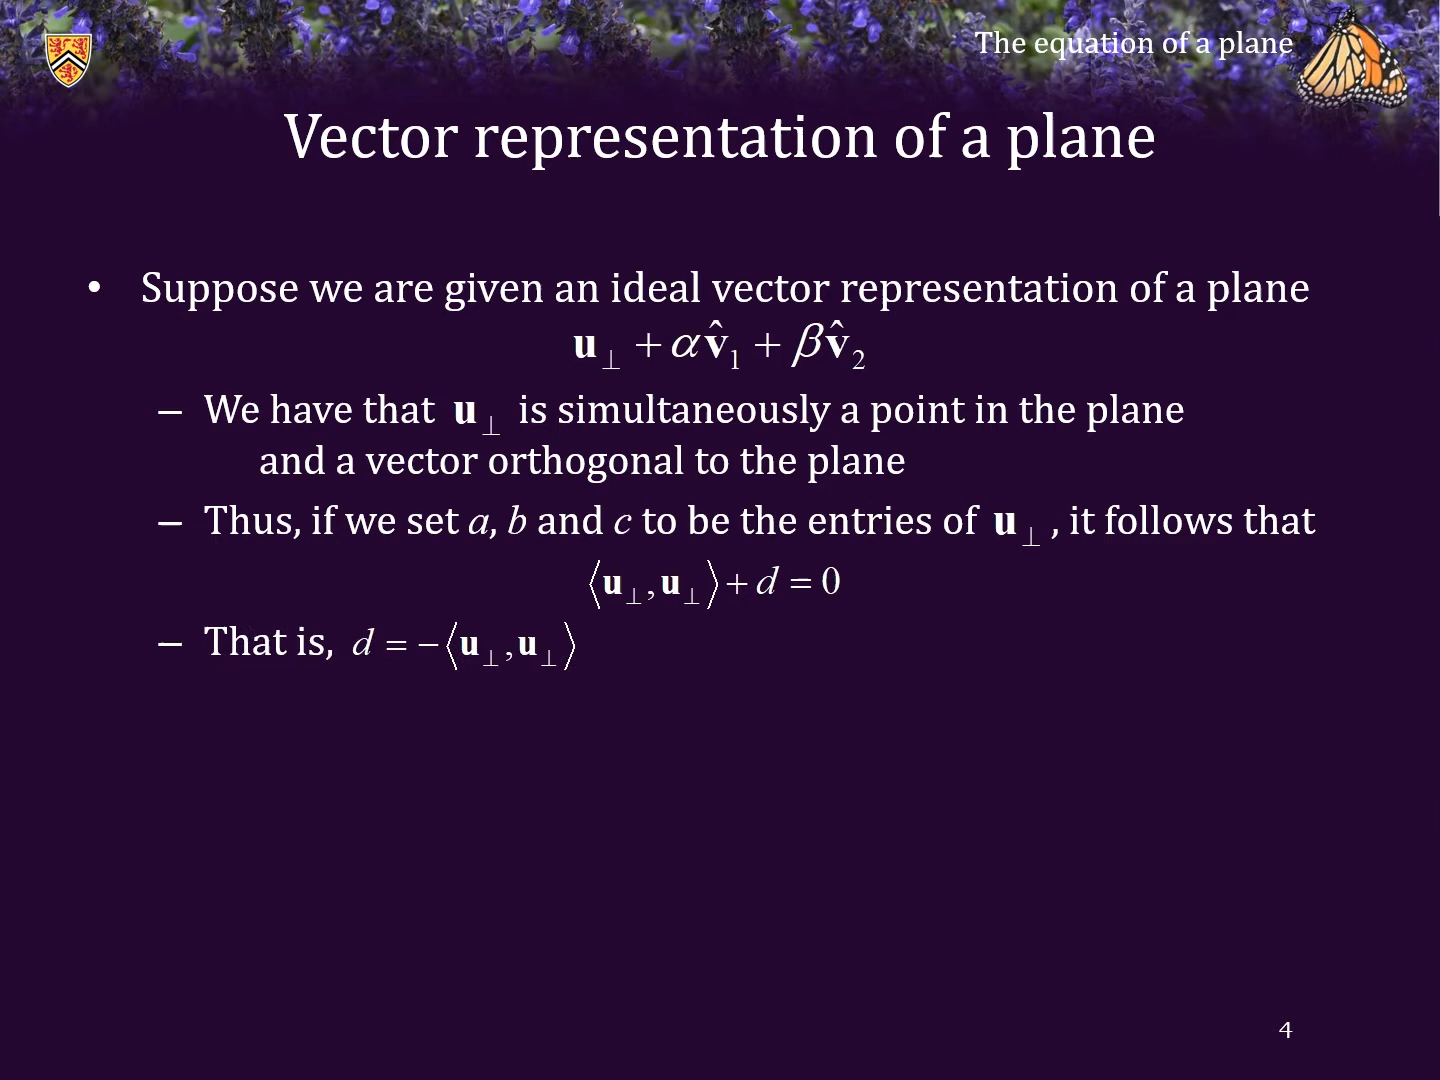 The equation of a plane
Vector representation of a plane
• Suppose we are given an ideal vector representation of a plane
u⊥ + αv̂₁ + βv̂₂
– We have that u⊥ is simultaneously a point in the plane
and a vector orthogonal to the plane
– Thus, if we set a, b and c to be the entries of u⊥ , it follows that
⟨u⊥, u⊥⟩ + d = 0
– That is, d = −⟨u⊥, u⊥⟩
4